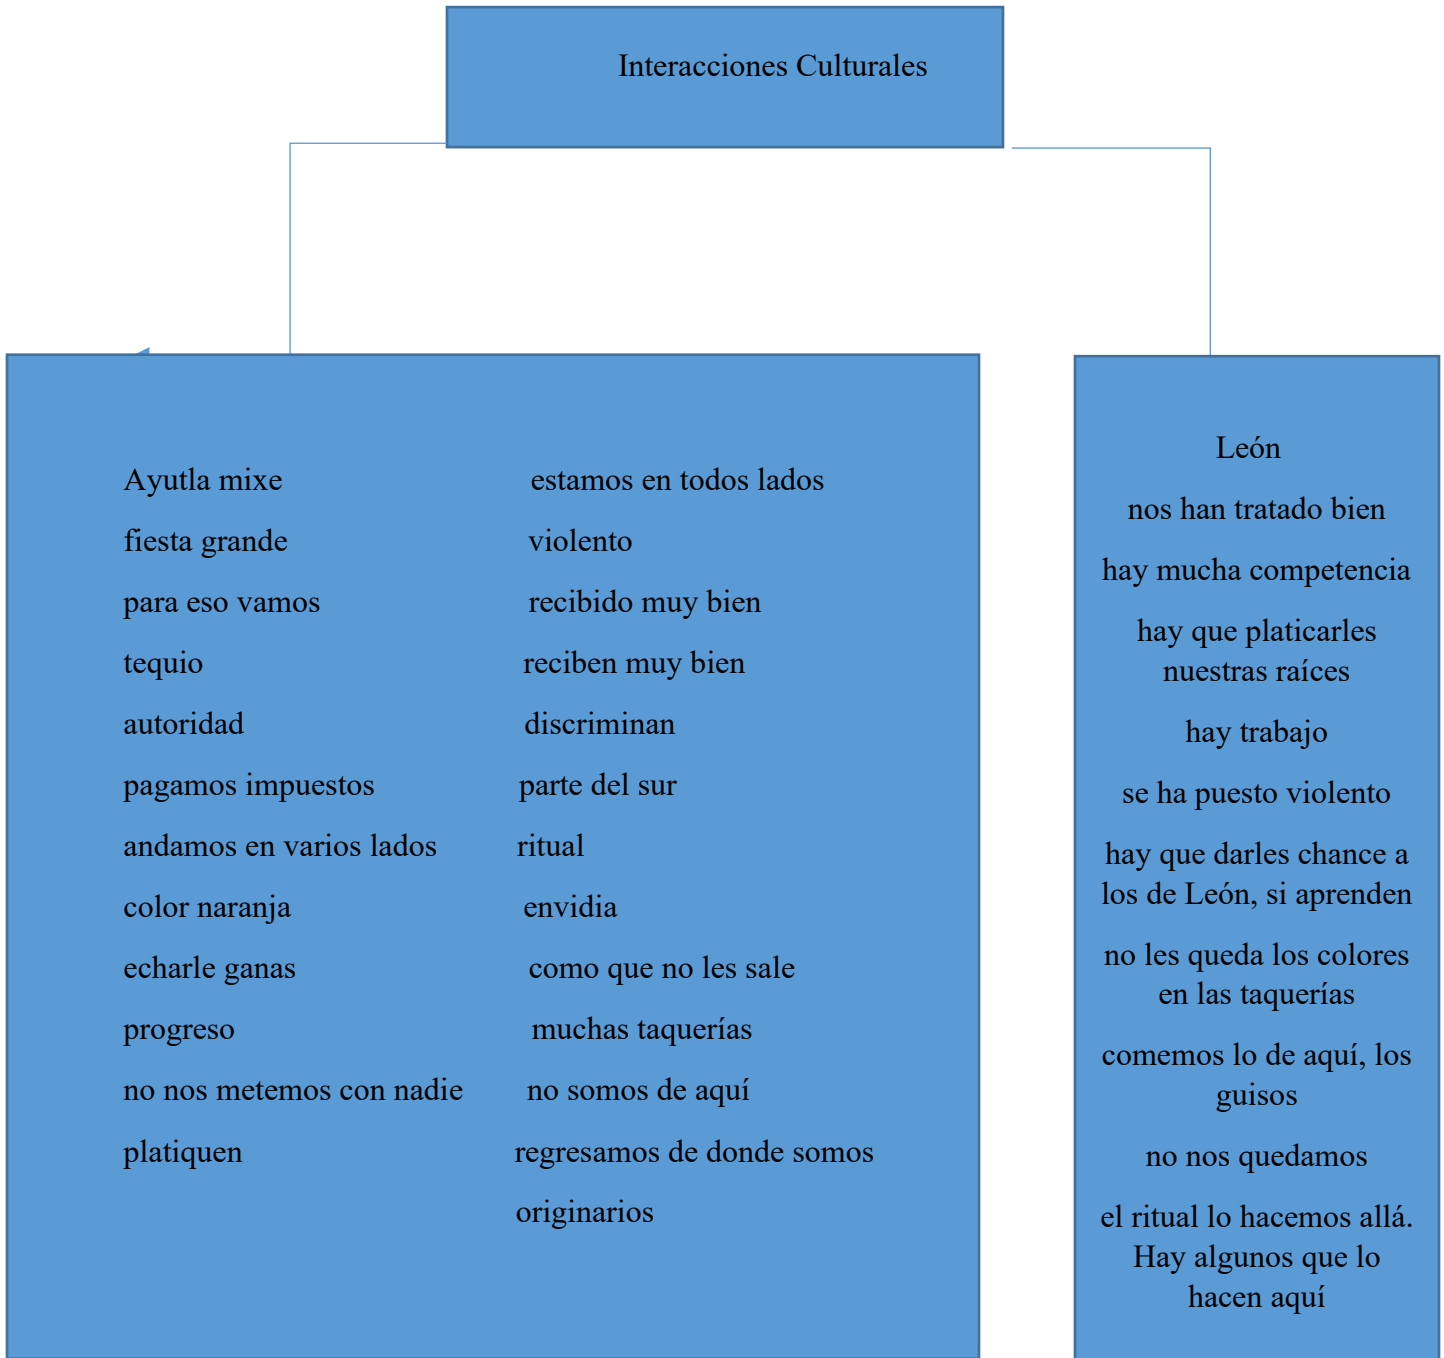 Interacciones Culturales
Ayutla mixe
fiesta grande
para eso vamos
tequio
autoridad
pagamos impuestos
andamos en varios lados
color naranja
echarle ganas
progreso
no nos metemos con nadie
platiquen
estamos en todos lados
violento
recibido muy bien
reciben muy bien
discriminan
parte del sur
ritual
envidia
como que no les sale
muchas taquerías
no somos de aquí
regresamos de donde somos
originarios
León
nos han tratado bien
hay mucha competencia
hay que platicarles
nuestras raíces
hay trabajo
se ha puesto violento
hay que darles chance a
los de León, si aprenden
no les queda los colores
en las taquerías
comemos lo de aquí, los
guisos
no nos quedamos
el ritual lo hacemos allá.
Hay algunos que lo
hacen aquí